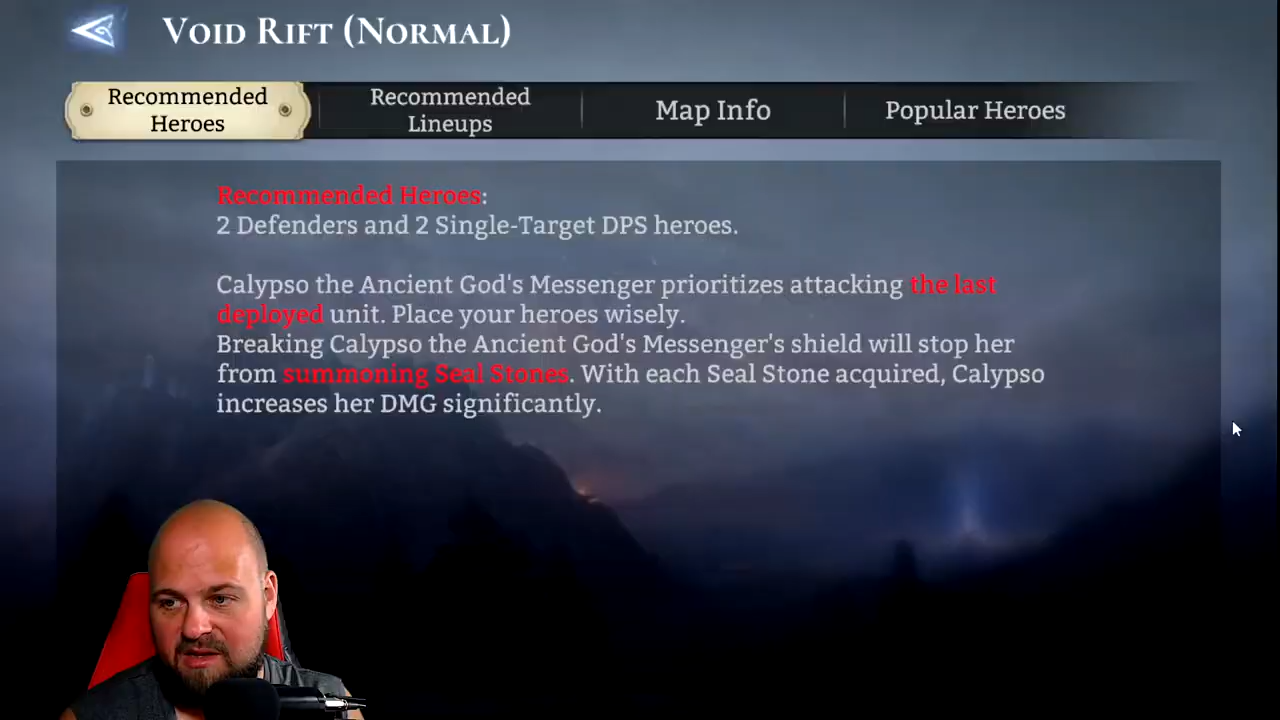 Void Rift (Normal)
Recommended
Heroes
Recommended
Lineups
Map Info
Popular Heroes
Recommended Heroes:
2 Defenders and 2 Single-Target DPS heroes.
Calypso the Ancient God's Messenger prioritizes attacking the last
deployed unit. Place your heroes wisely.
Breaking Calypso the Ancient God's Messenger's shield will stop her
from summoning Seal Stones. With each Seal Stone acquired, Calypso
increases her DMG significantly.